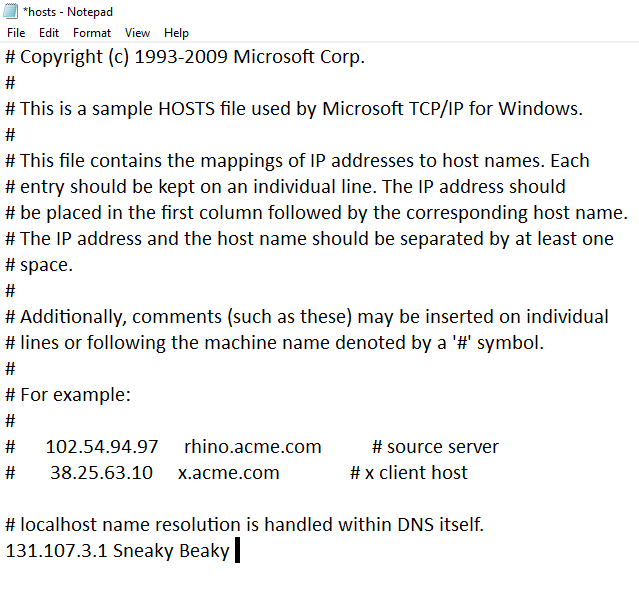 *hosts - Notepad
File Edit Format View Help
# Copyright (c) 1993-2009 Microsoft Corp.
#
# This is a sample HOSTS file used by Microsoft TCP/IP for Windows.
#
# This file contains the mappings of IP addresses to host names. Each
# entry should be kept on an individual line. The IP address should
# be placed in the first column followed by the corresponding host name.
# The IP address and the host name should be separated by at least one
# space.
#
# Additionally, comments (such as these) may be inserted on individual
# lines or following the machine name denoted by a '#' symbol.
#
# For example:
#
# 102.54.94.97 rhino.acme.com # source server
# 38.25.63.10 x.acme.com # x client host
# localhost name resolution is handled within DNS itself.
131.107.3.1 Sneaky Beaky